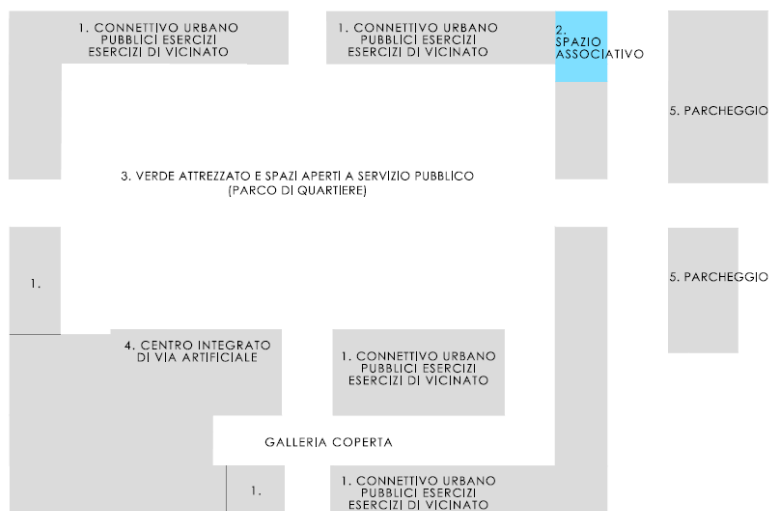 1. CONNETTIVO URBANO
PUBBLICI ESERCIZI
ESERCIZI DI VICINATO
1. CONNETTIVO URBANO
PUBBLICI ESERCIZI
ESERCIZI DI VICINATO
2.
SPAZIO
ASSOCIATIVO
5. PARCHEGGIO
3. VERDE ATTREZZATO E SPAZI APERTI A SERVIZIO PUBBLICO
(PARCO DI QUARTIERE)
1.
5. PARCHEGGIO
4. CENTRO INTEGRATO
DI VIA ARTIFICIALE
1. CONNETTIVO URBANO
PUBBLICI ESERCIZI
ESERCIZI DI VICINATO
GALLERIA COPERTA
1.
1. CONNETTIVO URBANO
PUBBLICI ESERCIZI
ESERCIZI DI VICINATO